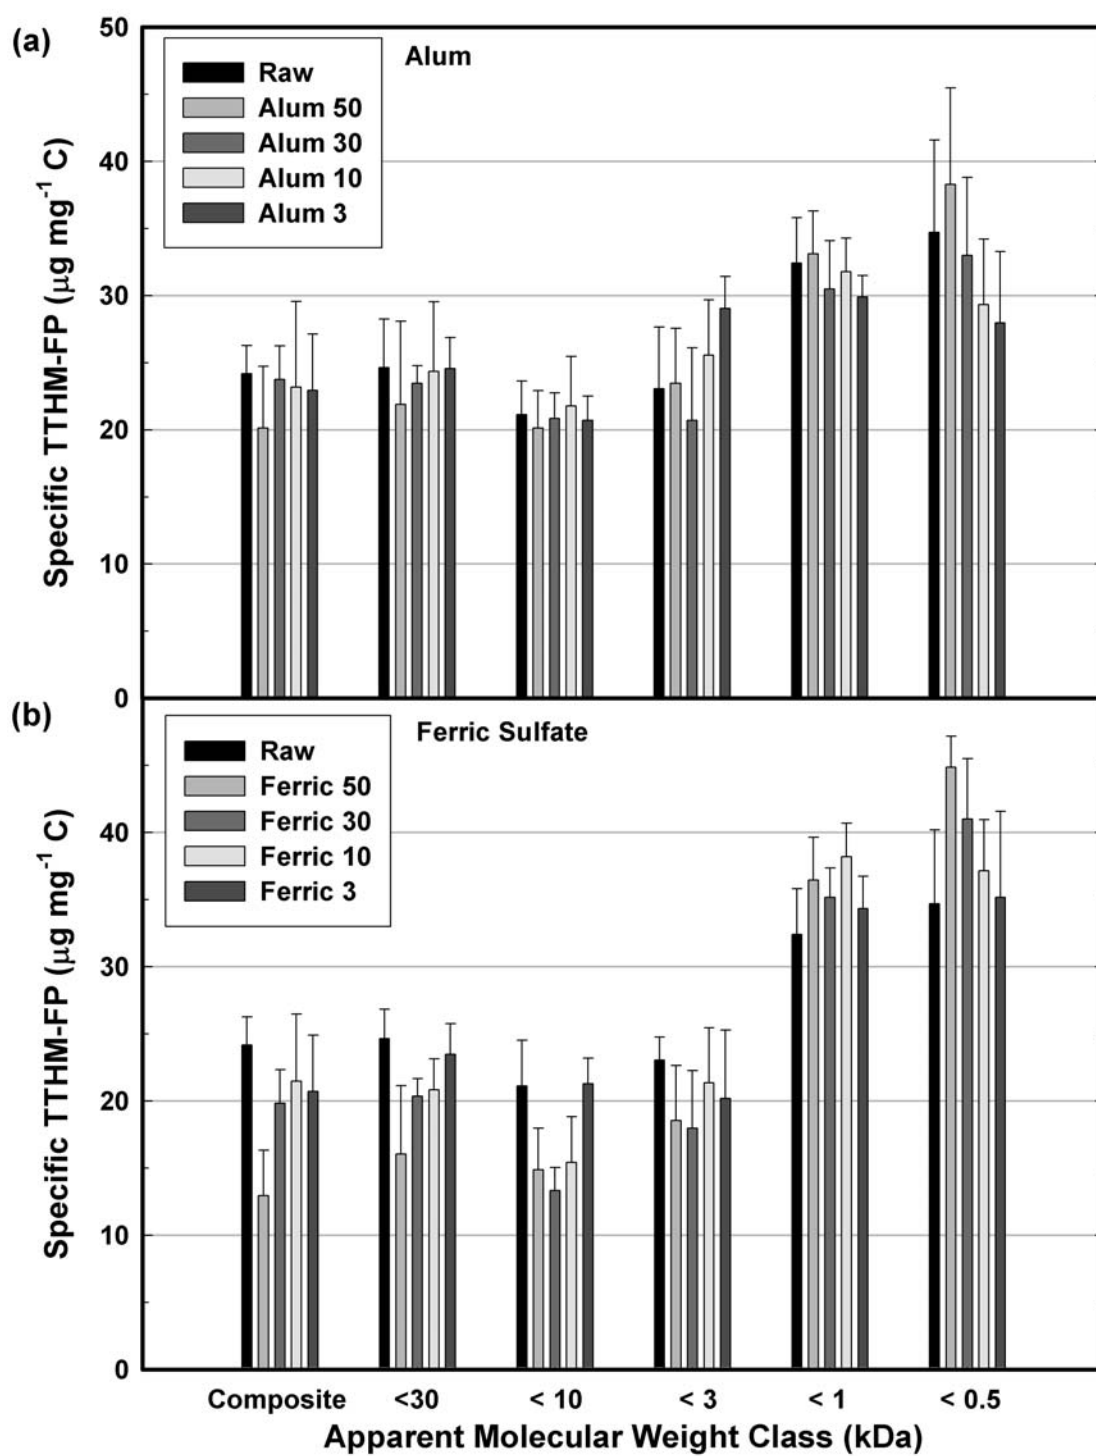 (a)
Alum
Raw
Alum 50
Alum 30
Alum 10
Alum 3
Specific TTHM-FP (μg mg⁻¹ C)
50
40
30
20
10
0
(b)
Ferric Sulfate
Raw
Ferric 50
Ferric 30
Ferric 10
Ferric 3
Specific TTHM-FP (μg mg⁻¹ C)
40
30
20
10
0
Composite <30 < 10 < 3 < 1 < 0.5
Apparent Molecular Weight Class (kDa)